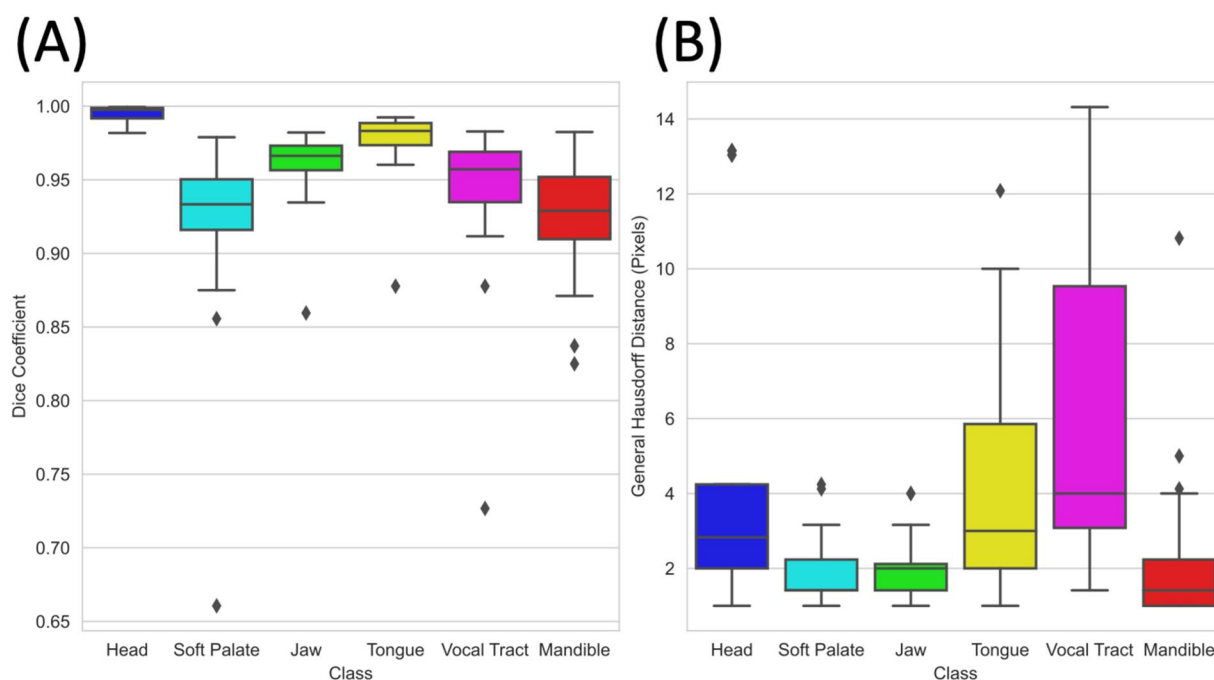 (A)
(B)
Dice Coefficient
1.00
0.95
0.90
0.85
0.80
0.75
0.70
0.65
Head Soft Palate Jaw Tongue Vocal Tract Mandible
Class
General Hausdorff Distance (Pixels)
14
12
10
8
6
4
2
Head Soft Palate Jaw Tongue Vocal Tract Mandible
Class